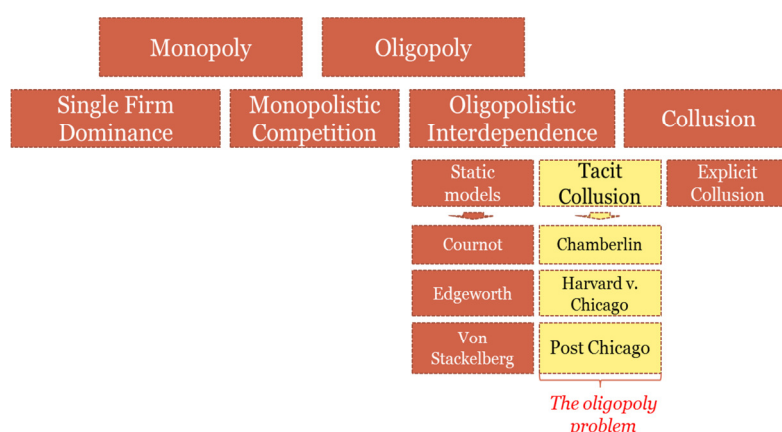 Monopoly
Oligopoly
Single Firm
Dominance
Monopolistic
Competition
Oligopolistic
Interdependence
Collusion
Static
models
Tacit
Collusion
Explicit
Collusion
Cournot
Chamberlin
Edgeworth
Harvard v.
Chicago
Von
Stackelberg
Post Chicago
The oligopoly
problem